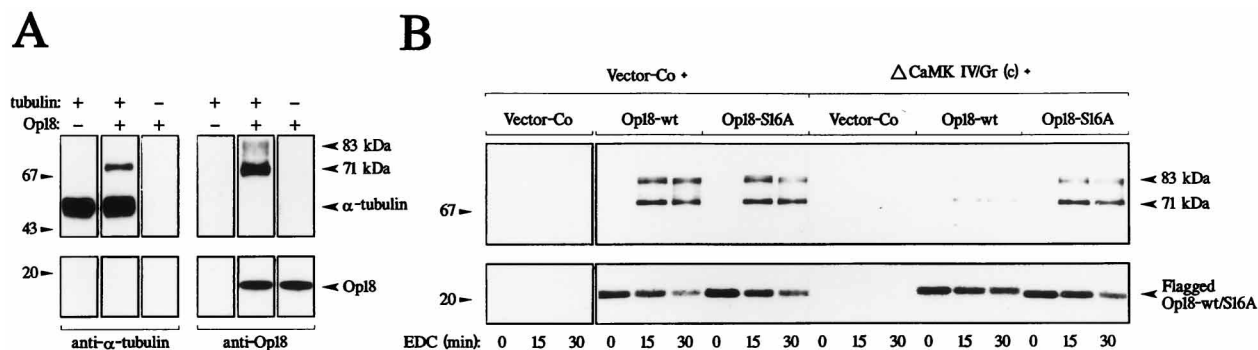 A
tubulin: + + – + + –
Op18: – + + – + +
83 kDa
71 kDa
67
α-tubulin
43
20
Op18
anti-α-tubulin anti-Op18
B
Vector-Co + △CaMK IV/Gr (c) +
Vector-Co Op18-wt Op18-S16A Vector-Co Op18-wt Op18-S16A
83 kDa
71 kDa
67
20
Flagged
Op18-wt/S16A
EDC (min): 0 15 30 0 15 30 0 15 30 0 15 30 0 15 30 0 15 30